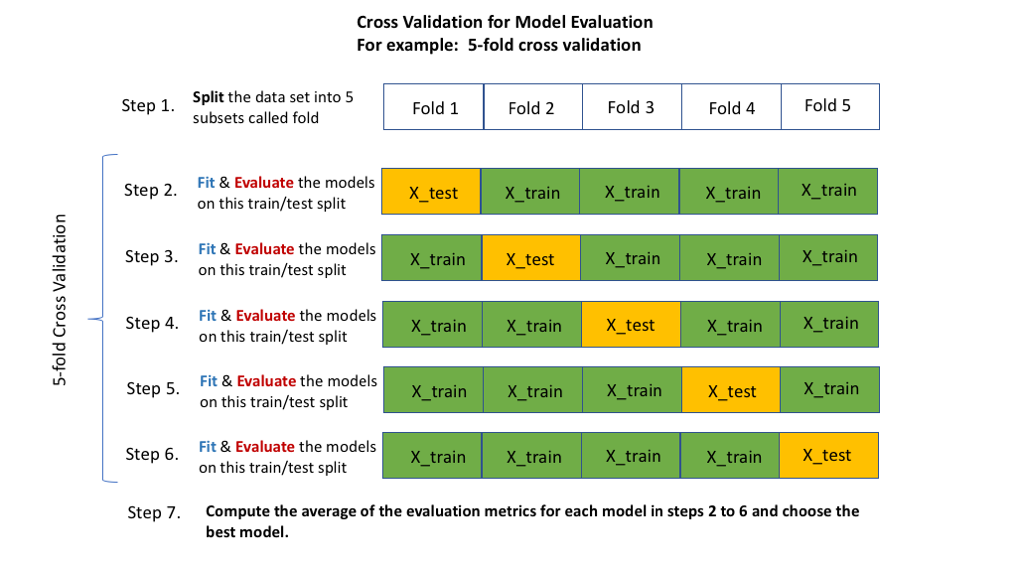 Cross Validation for Model Evaluation
For example: 5-fold cross validation
Step 1.
Split the data set into 5
subsets called fold
Fold 1 Fold 2 Fold 3 Fold 4 Fold 5
5-fold Cross Validation
Step 2.
Fit & Evaluate the models
on this train/test split
X_test X_train X_train X_train X_train
Step 3.
Fit & Evaluate the models
on this train/test split
X_train X_test X_train X_train X_train
Step 4.
Fit & Evaluate the models
on this train/test split
X_train X_train X_test X_train X_train
Step 5.
Fit & Evaluate the models
on this train/test split
X_train X_train X_train X_test X_train
Step 6.
Fit & Evaluate the models
on this train/test split
X_train X_train X_train X_train X_test
Step 7.
Compute the average of the evaluation metrics for each model in steps 2 to 6 and choose the
best model.